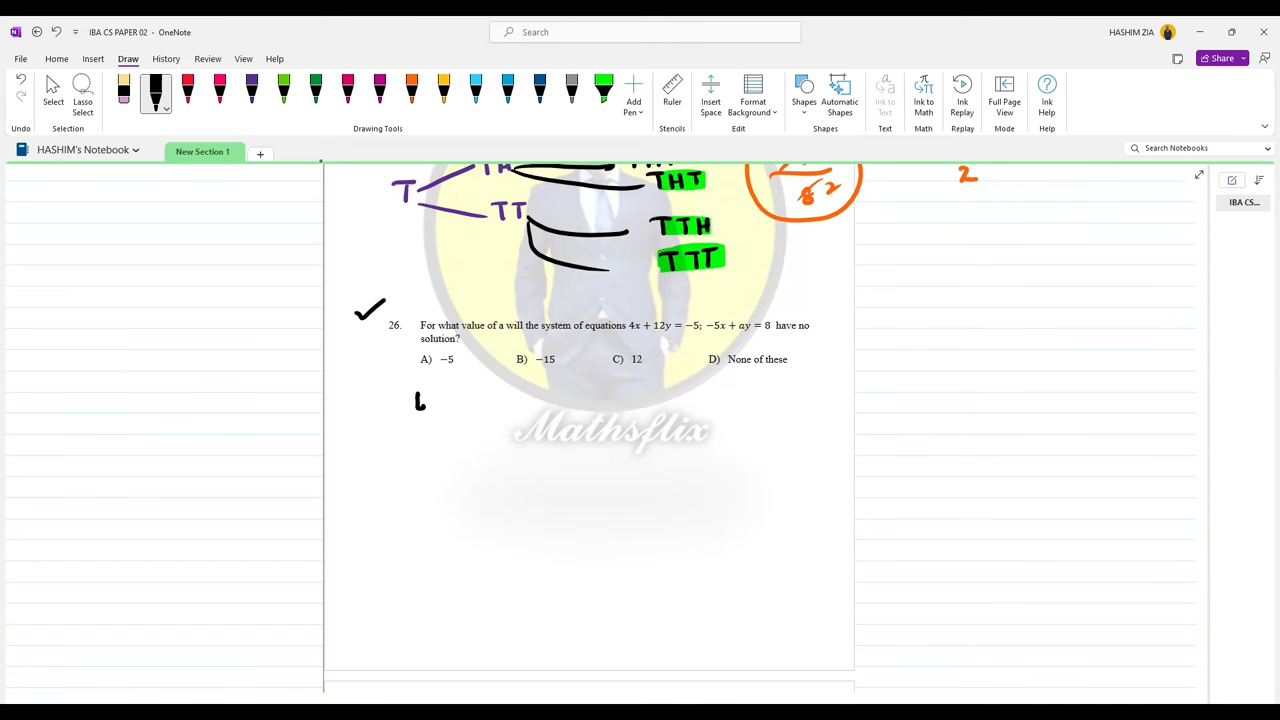 IBA CS PAPER 02 - OneNote
Search
HASHIM ZIA
File Home Insert Draw History Review View Help
Share
Undo
Select
Lasso Select
Selection
Drawing Tools
Add Pen
Ruler
Stencils
Insert Space
Format Background
Edit
Shapes
Automatic Shapes
Shapes
Ink to Text
Text
Ink to Math
Math
Ink Replay
Replay
Full Page View
Mode
Ink Help
Help
HASHIM's Notebook
New Section 1
Search Notebooks
IBA CS...
T
TH
TT
THT
TTH
TTT
8 2
2
26. For what value of a will the system of equations 4x + 12y = −5; −5x + ay = 8 have no
solution?
A) −5 B) −15 C) 12 D) None of these
Mathsflix